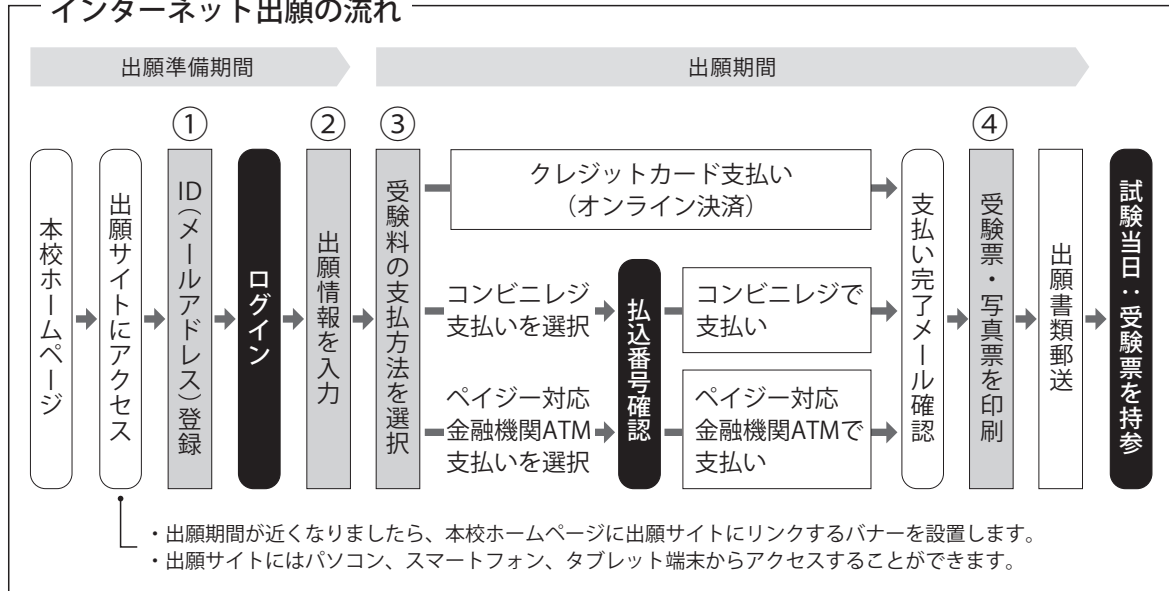 インターネット出願の流れ
出願準備期間
出願期間
本校ホームページ
出願サイトにアクセス
①
ID（メールアドレス）登録
ログイン
②
出願情報を入力
③
受験料の支払方法を選択
クレジットカード支払い
（オンライン決済）
コンビニレジ
支払いを選択
ペイジー対応
金融機関ATM
支払いを選択
払込番号確認
コンビニレジで
支払い
ペイジー対応
金融機関ATMで
支払い
支払い完了メール確認
④
受験票・写真票を印刷
出願書類郵送
試験当日：受験票を持参
・出願期間が近くなりましたら、本校ホームページに出願サイトにリンクするバナーを設置します。
・出願サイトにはパソコン、スマートフォン、タブレット端末からアクセスすることができます。